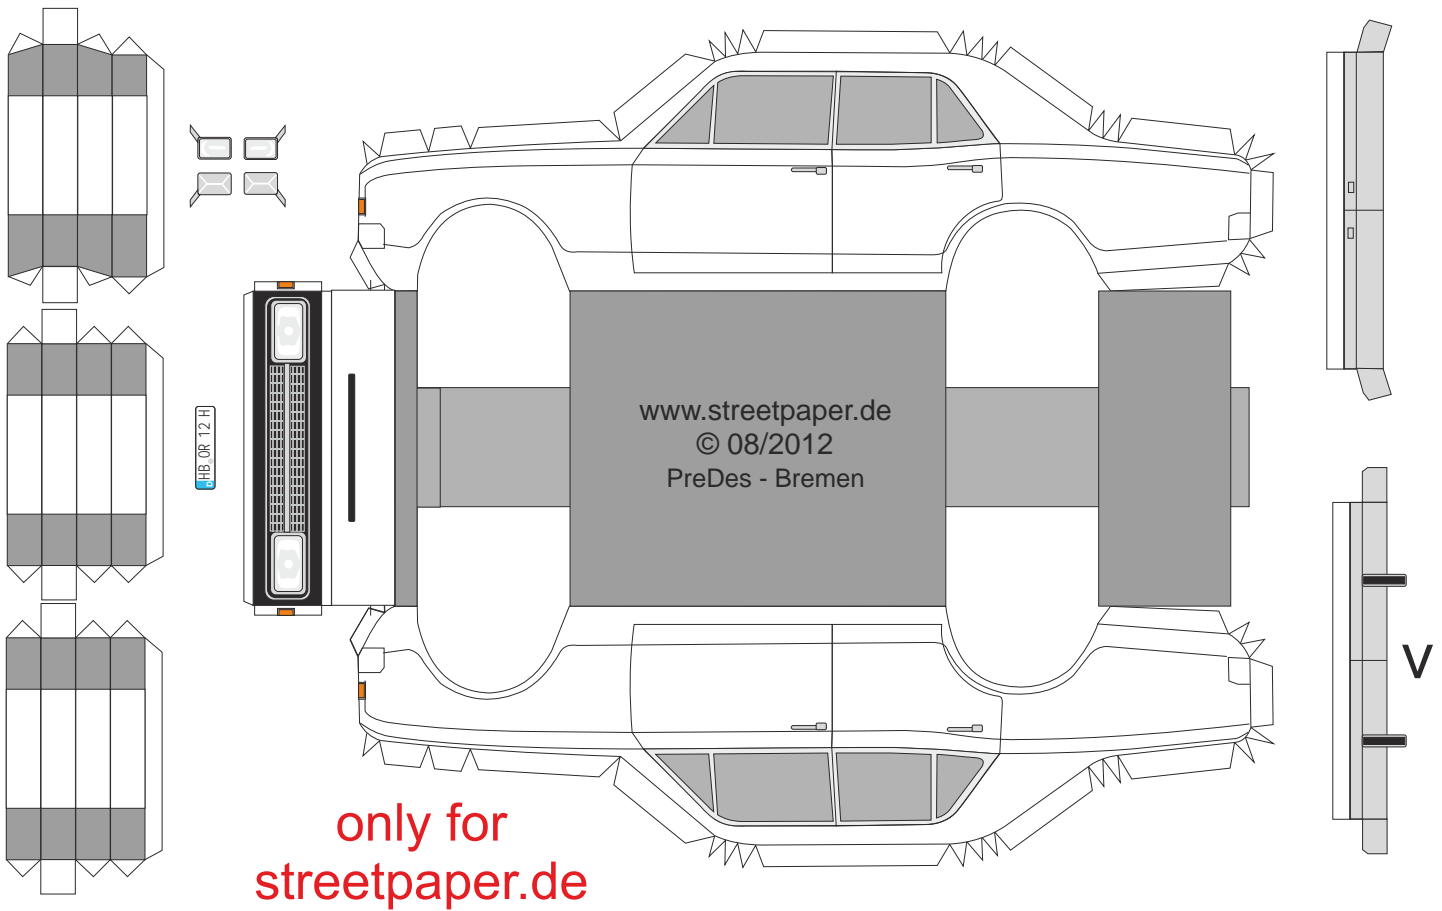 www.streetpaper.de
© 08/2012
PreDes - Bremen
HB OR 12 H
V
only for
streetpaper.de